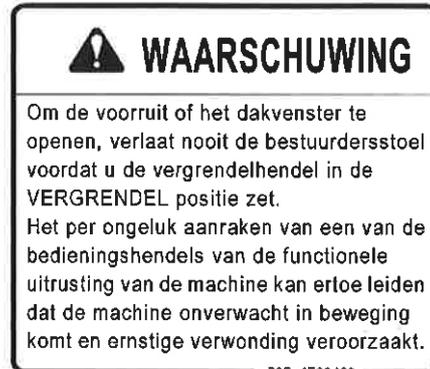 WAARSCHUWING
Om de voorruit of het dakvenster te
openen, verlaat nooit de bestuurdersstoel
voordat u de vergrendelhendel in de
VERGRENDEL positie zet.
Het per ongeluk aanraken van een van de
bedieningshendels van de functionele
uitrusting van de machine kan ertoe leiden
dat de machine onverwacht in beweging
komt en ernstige verwonding veroorzaakt.